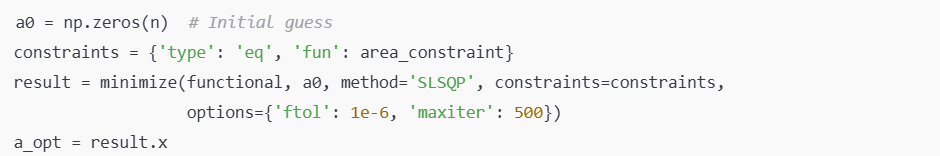 a0 = np.zeros(n)  # Initial guess
constraints = {'type': 'eq', 'fun': area_constraint}
result = minimize(functional, a0, method='SLSQP', constraints=constraints,
                  options={'ftol': 1e-6, 'maxiter': 500})
a_opt = result.x